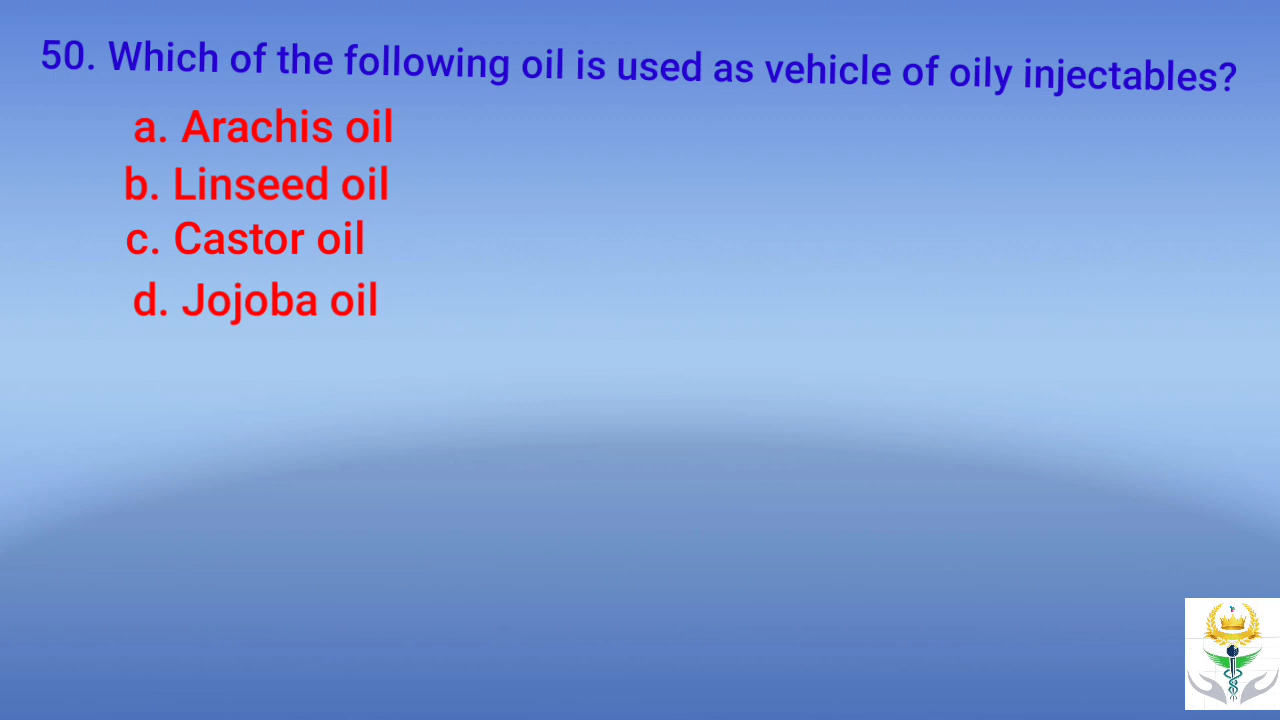 50. Which of the following oil is used as vehicle of oily injectables?
a. Arachis oil
b. Linseed oil
c. Castor oil
d. Jojoba oil